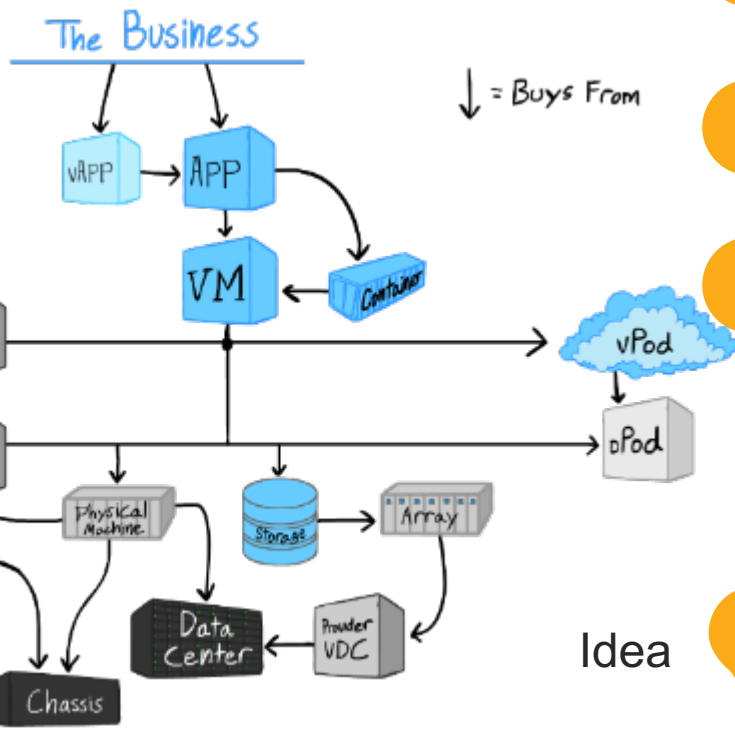 The Business
↓ = Buys From
vAPP
APP
VM
Container
vPod
DPod
Physical
Machine
Storage
Array
Data
Center
Provider
VDC
Idea
Chassis